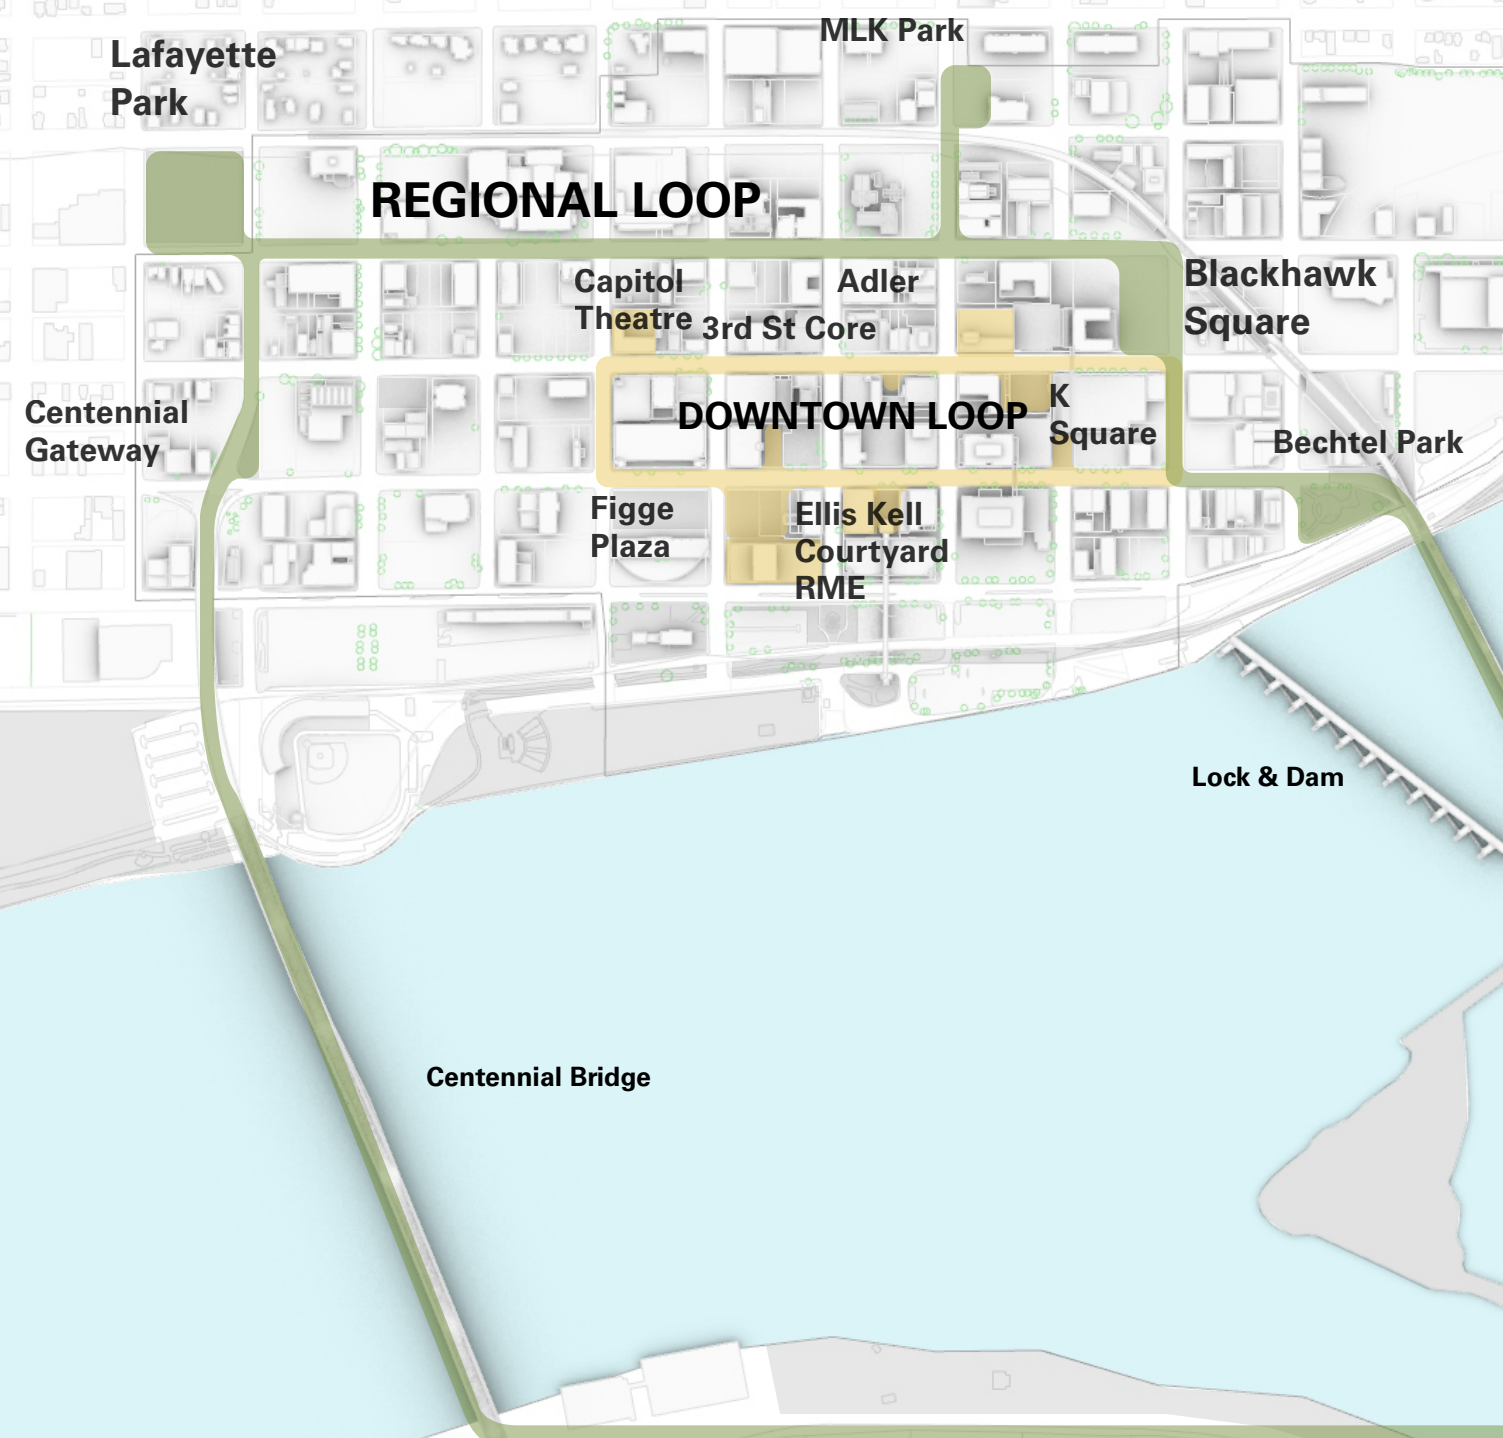 MLK Park
Lafayette
Park
REGIONAL LOOP
Capitol
Theatre
Adler
3rd St Core
Blackhawk
Square
Centennial
Gateway
DOWNTOWN LOOP
K
Square
Bechtel Park
Figge
Plaza
Ellis Kell
Courtyard
RME
Lock & Dam
Centennial Bridge